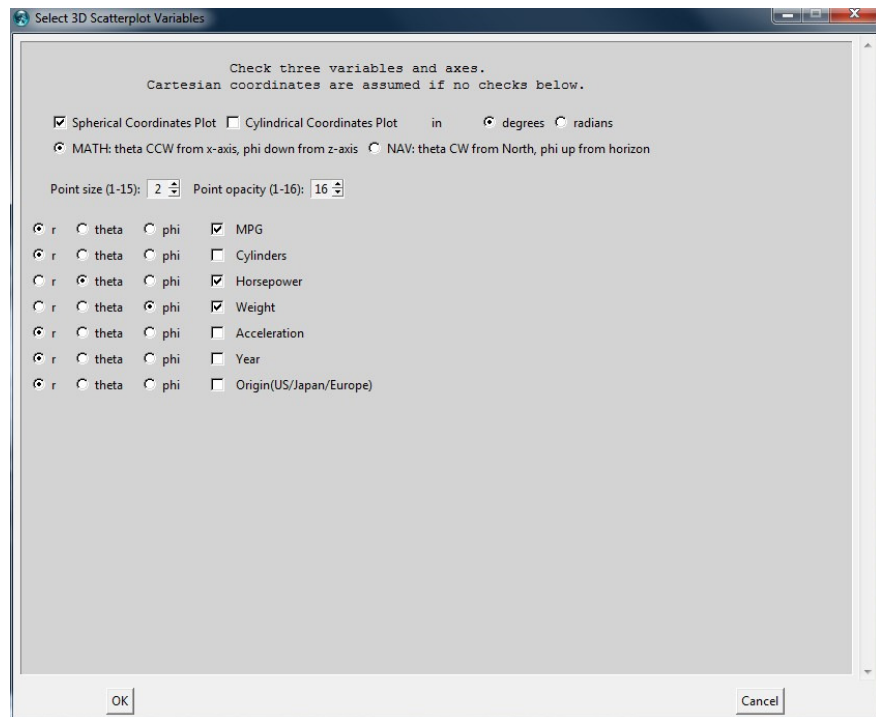 Select 3D Scatterplot Variables
Check three variables and axes.
Cartesian coordinates are assumed if no checks below.
Spherical Coordinates Plot Cylindrical Coordinates Plot in degrees radians
MATH: theta CCW from x-axis, phi down from z-axis NAV: theta CW from North, phi up from horizon
Point size (1-15): 2 Point opacity (1-16): 16
r theta phi MPG
r theta phi Cylinders
r theta phi Horsepower
r theta phi Weight
r theta phi Acceleration
r theta phi Year
r theta phi Origin(US/Japan/Europe)
OK Cancel